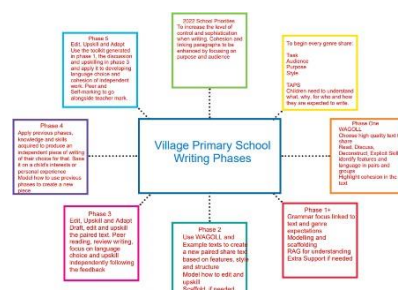 Phase 5
Edit, Upskill and Adapt
Use the toolkit generated
in phase 1, the discussion
and upskilling in phase 3
and apply it to developing
language choice and
cohesion of independent
work. Peer and
Self-marking to go
alongside teacher mark.
2022 School Priorities
To increase the level of
control and sophistication
when writing. Cohesion and
linking paragraphs to be
enhanced by focusing on
purpose and audience
To begin every genre share:
Text
Audience
Purpose
Style
TAPS
Children need to understand
what, why, for who and how
they are expected to write.
Phase 4
Apply previous phases,
knowledge and skills
acquired to produce an
independent piece of writing
of their choice for that. Base
it on a child's interests or
personal experience
Model how to use previous
phases to create a new
piece
Village Primary School
Writing Phases
Phase One
WAGOLL
Choose high quality text to
share
Read, Discuss,
Deconstruct, Explicit Skills
Identify features and
language in pairs and
groups
Highlight cohesion in the
text
Phase 3
Edit, Upskill and Adapt
Draft, edit and upskill
the paired text. Peer
reading, review writing,
focus on language
choice and upskill
independently following
the feedback
Phase 2
Use WAGOLL and
Example texts to create
a new paired share text
based on features, style
and structure
Model how to edit and
upskill
Scaffold if needed
Phase 1+
Grammar focus linked to
text and genre
expectations
Modelling and
scaffolding
RAG for understanding
Extra Support if needed